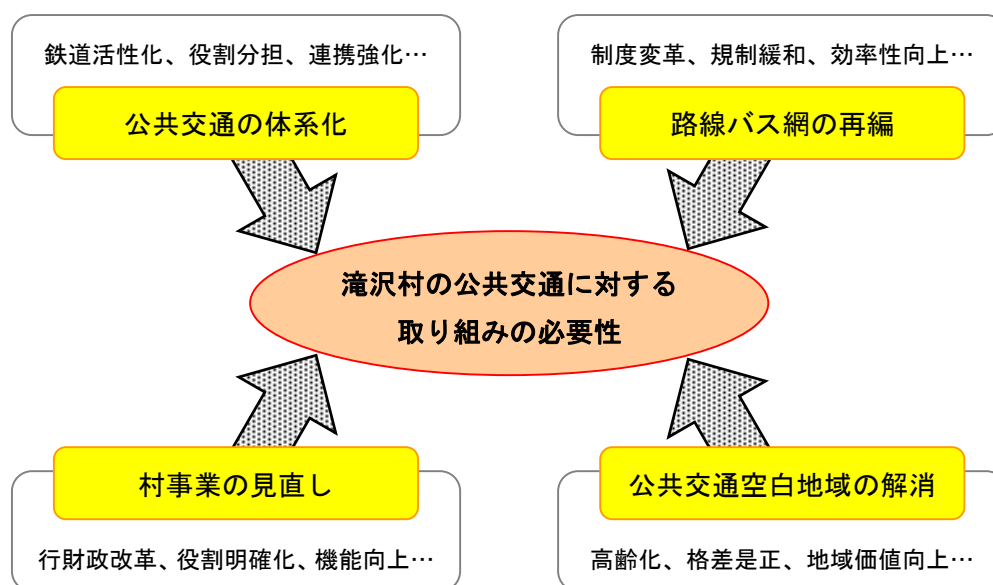 鉄道活性化、役割分担、連携強化…
公共交通の体系化
制度変革、規制緩和、効率性向上…
路線バス網の再編
滝沢村の公共交通に対する
取り組みの必要性
村事業の見直し
行財政改革、役割明確化、機能向上…
公共交通空白地域の解消
高齢化、格差是正、地域価値向上…